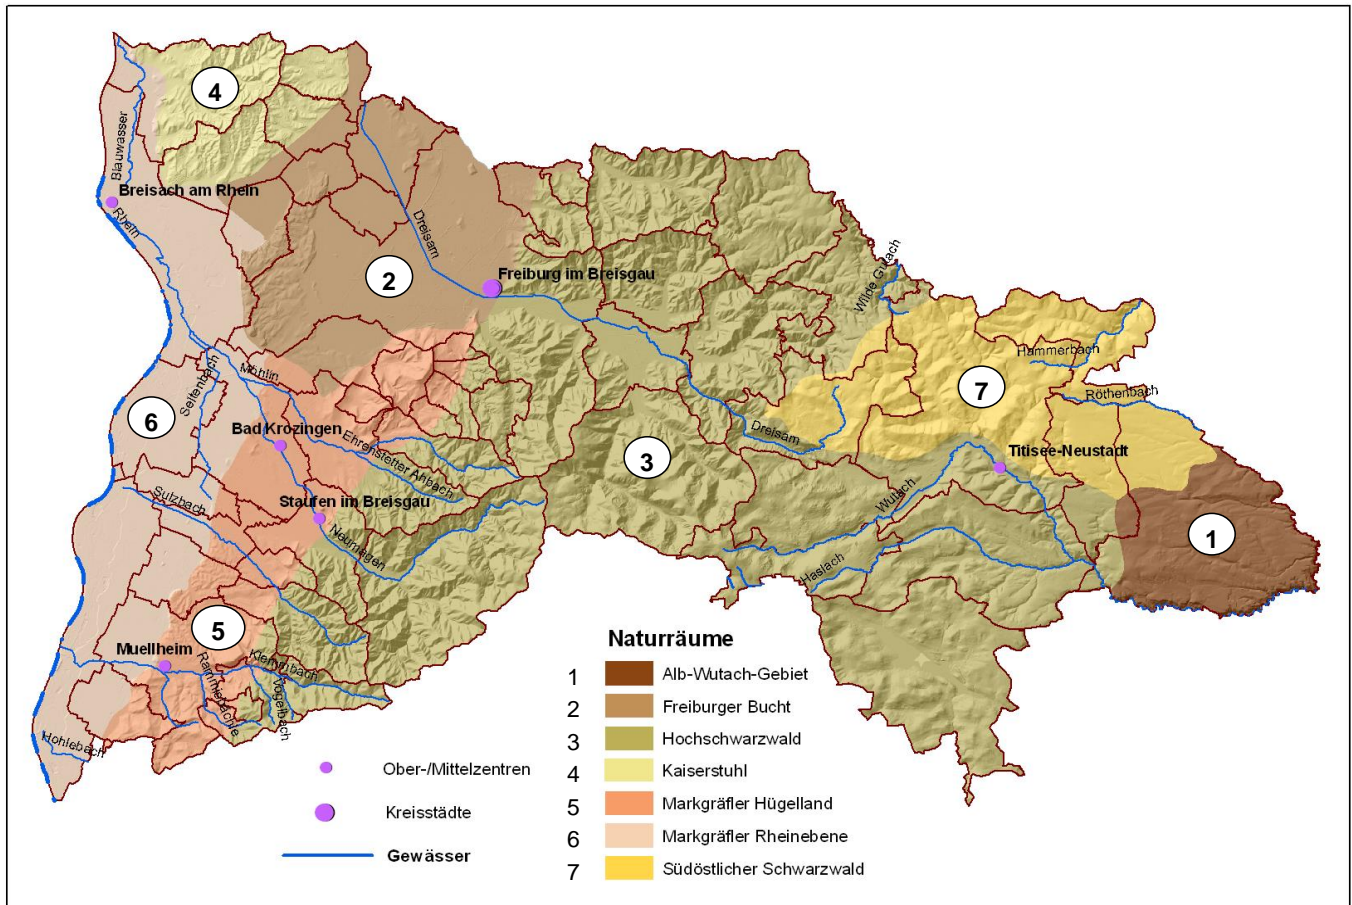 4
Blauwasser
Breisach am Rhein
Rhein
Dreisam
2
Freiburg im Breisgau
Wilde Gutach
Hammerbach
7
Röthenbach
Möhlin
Seltenbach
6
Bad Krozingen
Ehrenstetter Ahbach
3
Dreisam
Titisee-Neustadt
Sulzbach
Staufen im Breisgau
Neumagen
Wutach
1
Haslach
5
Muellheim
Klemmbach
Vogelbach
Hohlebach
Naturräume
1 Alb-Wutach-Gebiet
2 Freiburger Bucht
3 Hochschwarzwald
4 Kaiserstuhl
5 Markgräfler Hügelland
6 Markgräfler Rheinebene
7 Südöstlicher Schwarzwald
Ober-/Mittelzentren
Kreisstädte
Gewässer